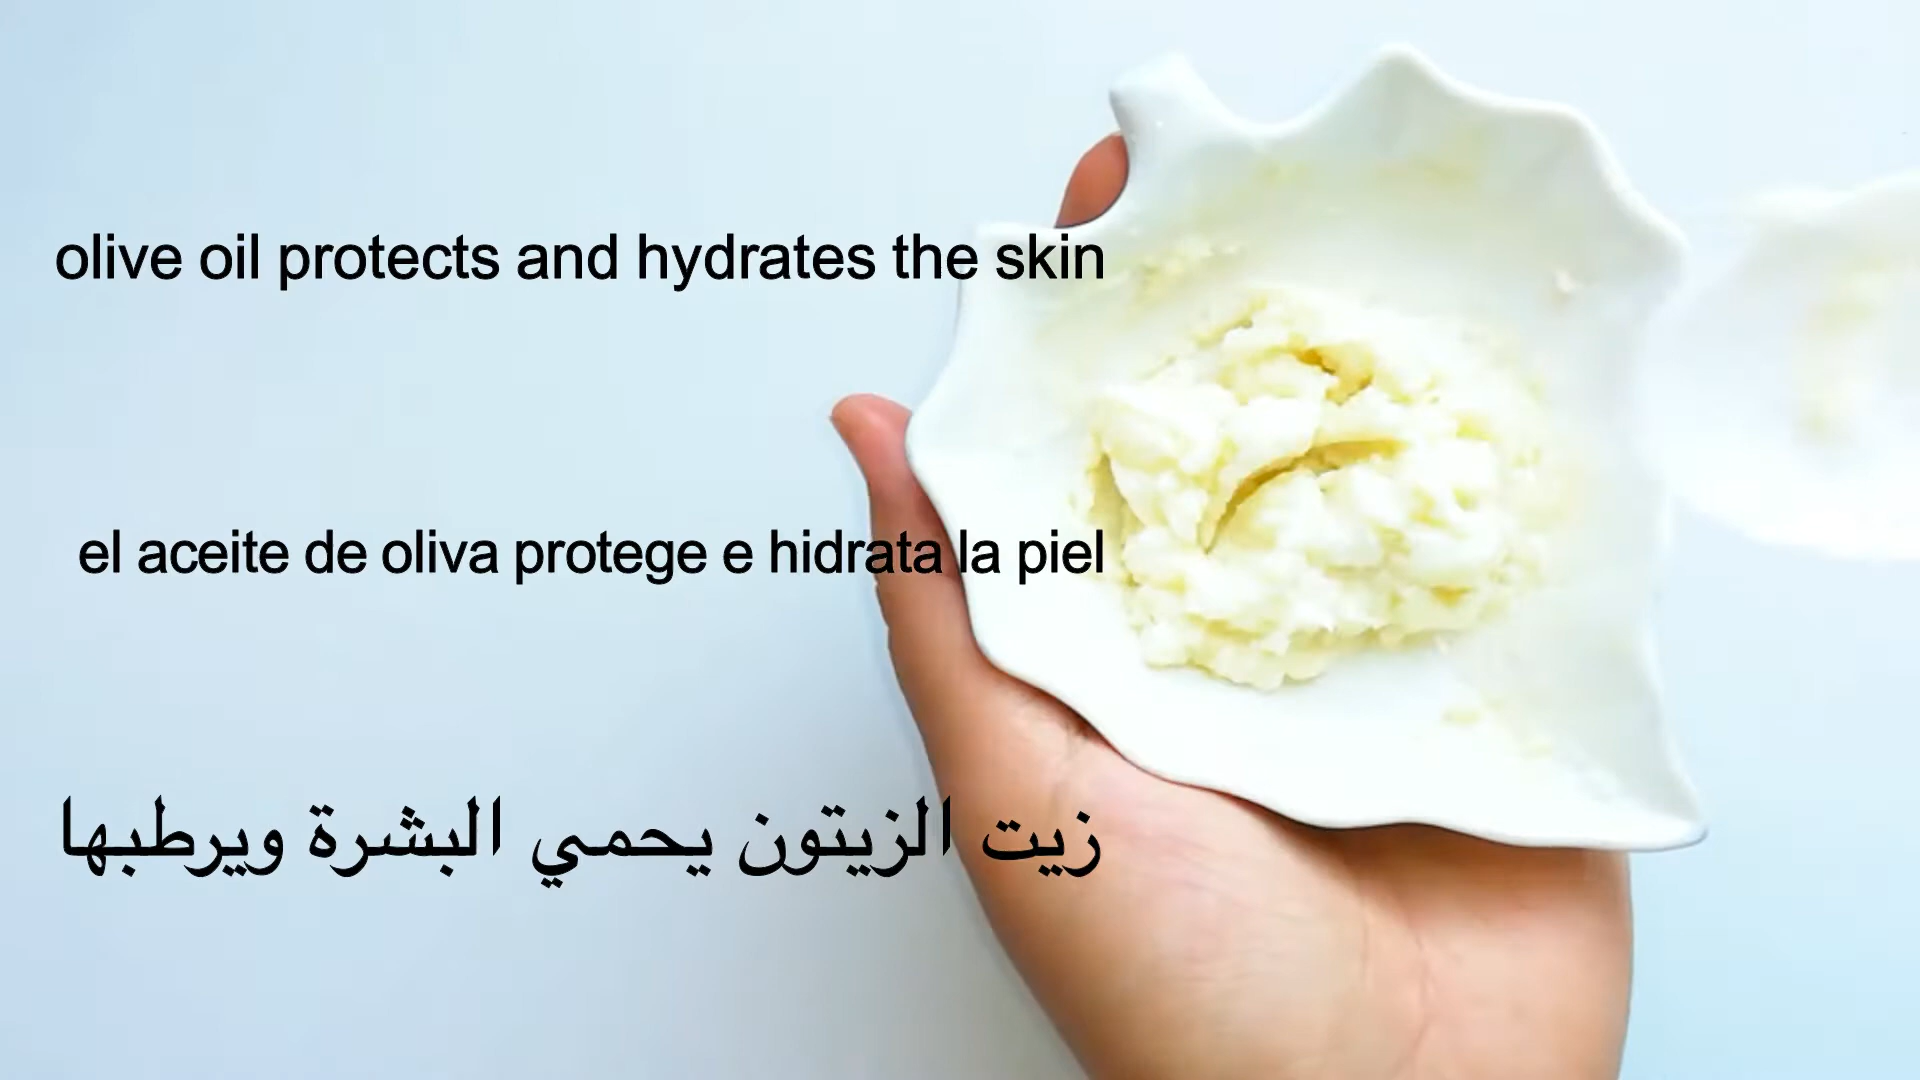 olive oil protects and hydrates the skin
el aceite de oliva protege e hidrata la piel
زيت الزيتون يحمي البشرة ويرطبها